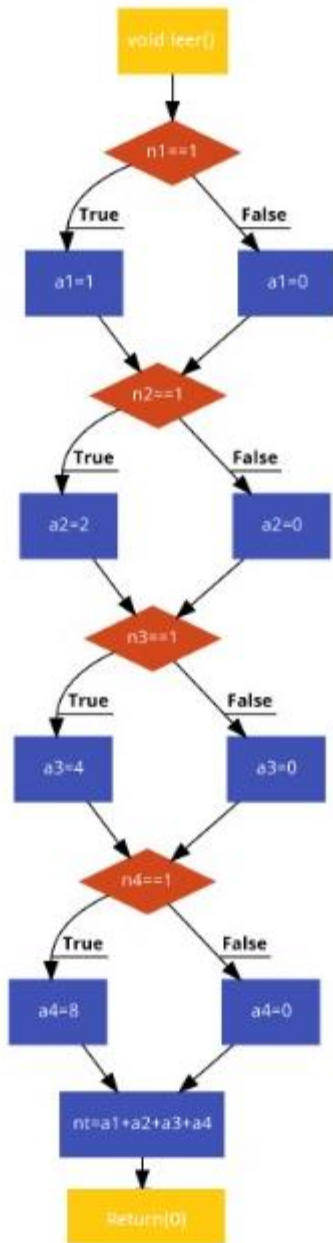 void leer()
n1==1
True
False
a1=1
a1=0
n2==1
True
False
a2=2
a2=0
n3==1
True
False
a3=4
a3=0
n4==1
True
False
a4=8
a4=0
nt=a1+a2+a3+a4
Return(0)